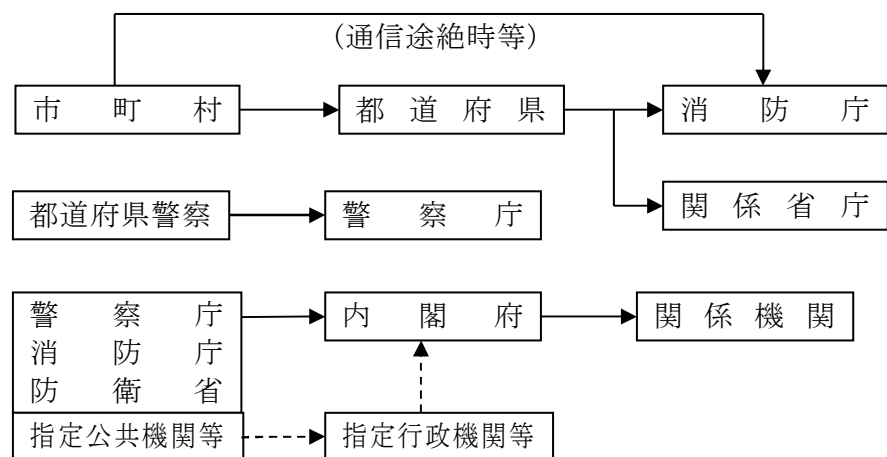 (通信途絶時等)
市町村
都道府県
消防庁
関係省庁
都道府県警察
警察庁
警察庁
消防庁
防衛省
内閣府
関係機関
指定公共機関等
指定行政機関等